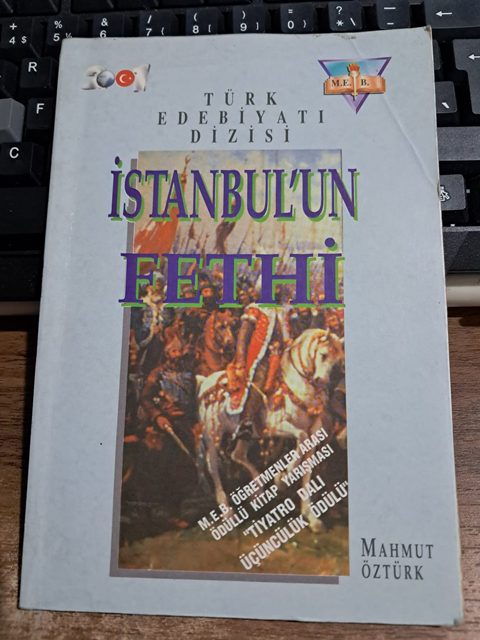 2001
M.E. B.
TÜRK
EDEBİYATI
DİZİSİ
İSTANBUL'UN
FETHİ
M.E.B. ÖĞRETMENLER ARASI
ÖDÜLLÜ KİTAP YARIŞMASI
"TİYATRO DALI
ÜÇÜNCÜLÜK ÖDÜLÜ"
MAHMUT
ÖZTÜRK